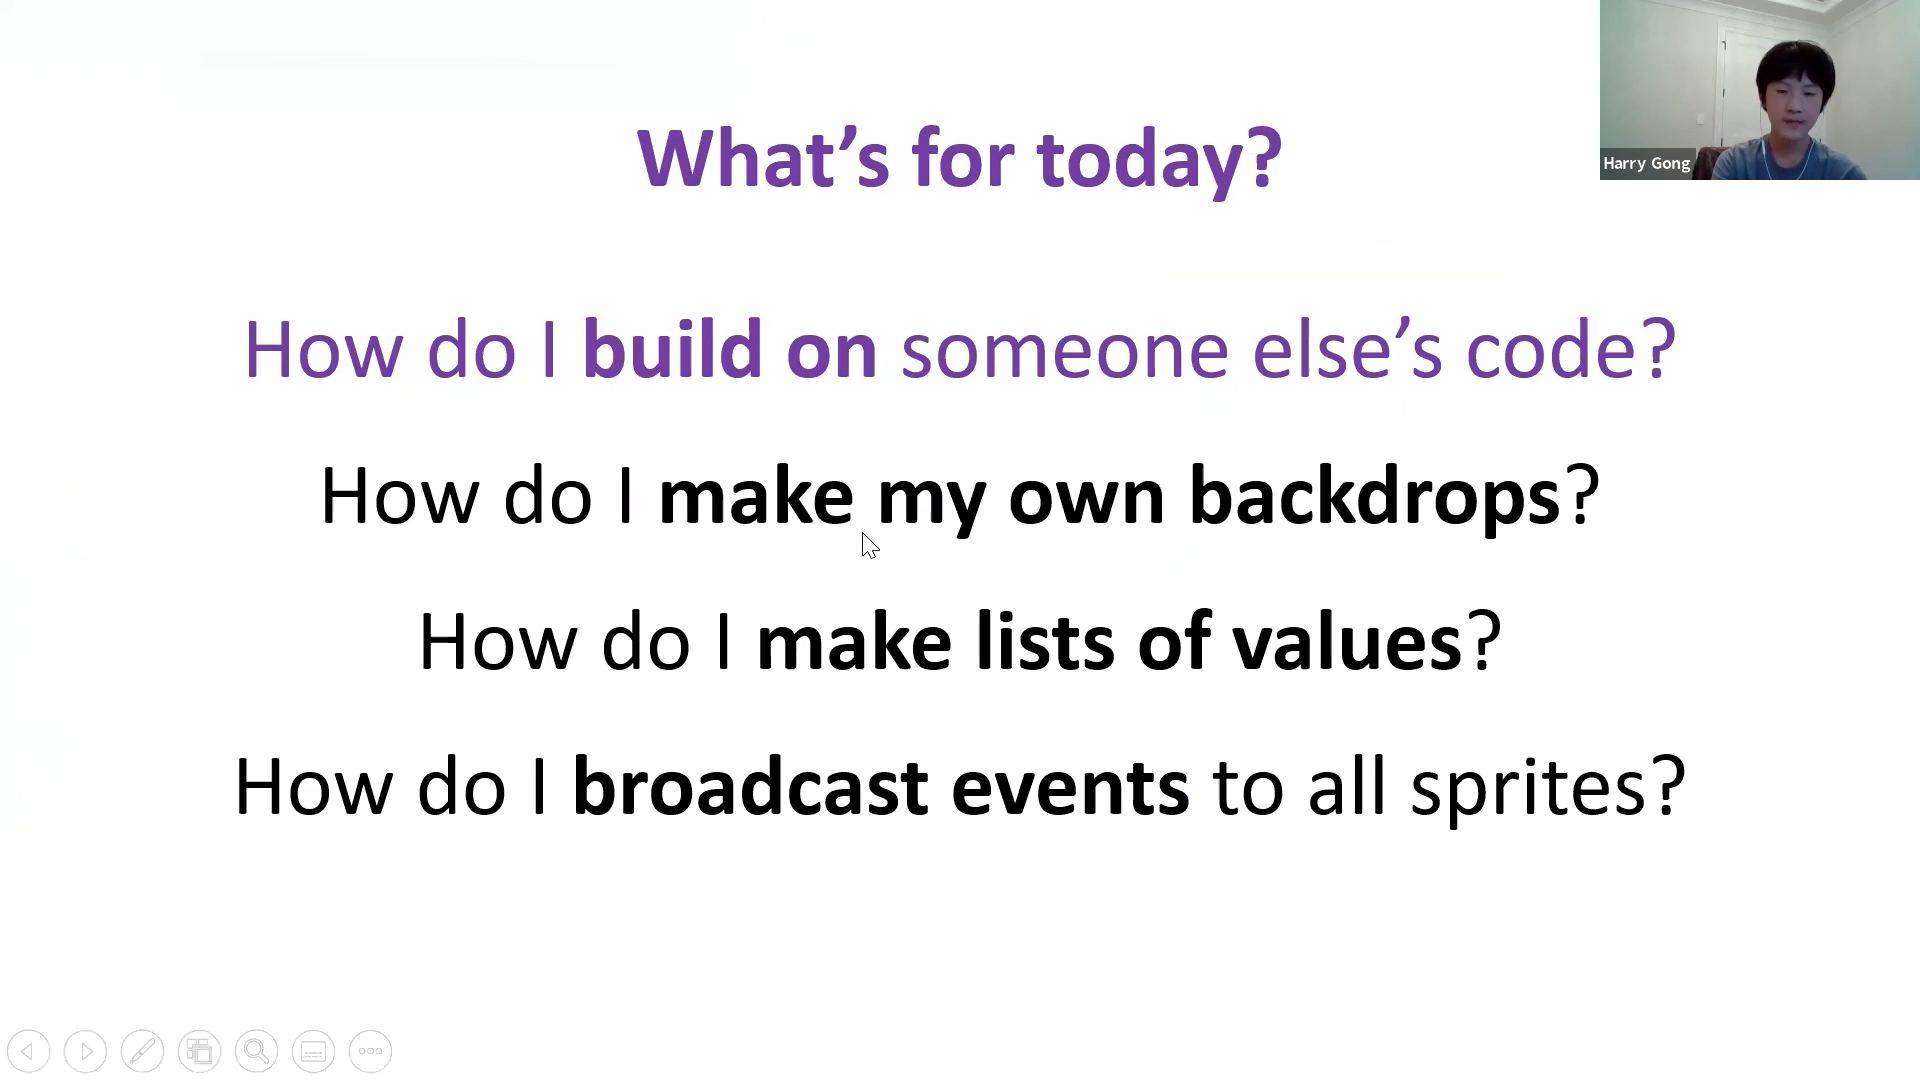 What’s for today?
Harry Gong
How do I build on someone else’s code?
How do I make my own backdrops?
How do I make lists of values?
How do I broadcast events to all sprites?